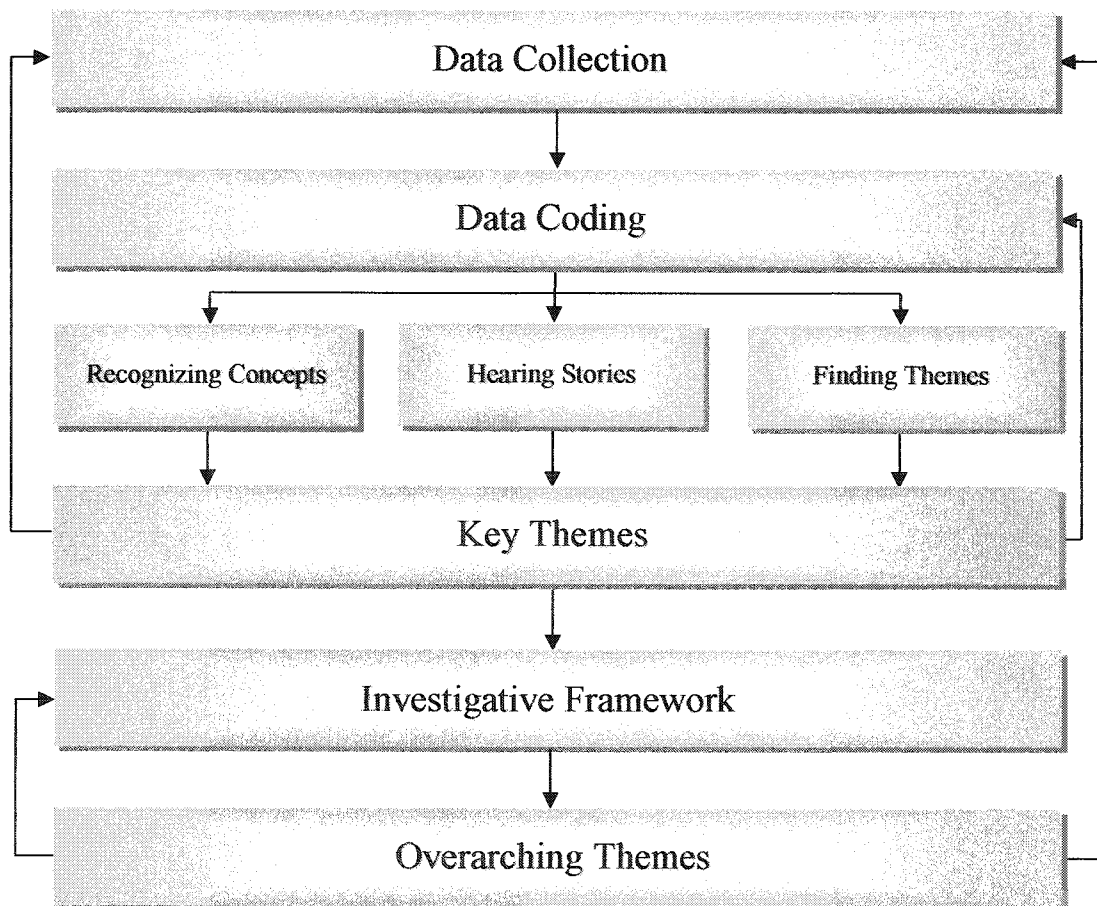 Data Collection
Data Coding
Recognizing Concepts
Hearing Stories
Finding Themes
Key Themes
Investigative Framework
Overarching Themes